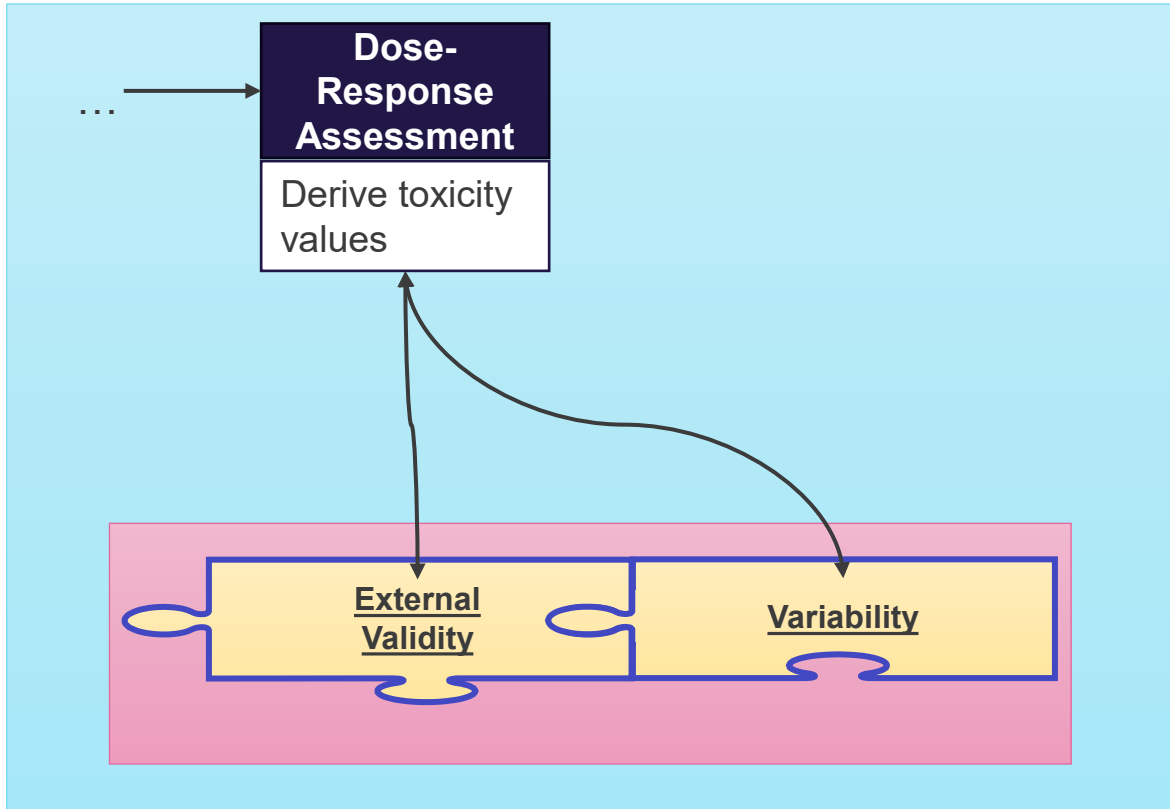 Dose-
Response
...
Assessment
Derive toxicity
values
External
Validity
Variability